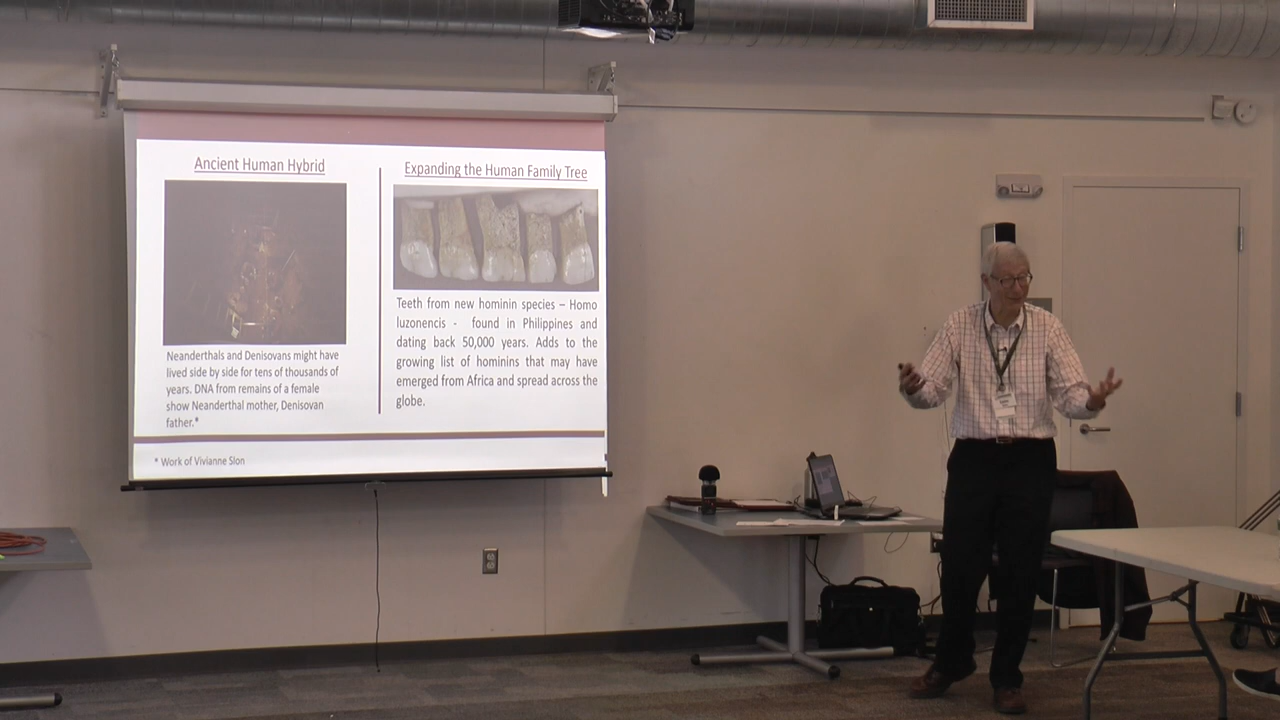 Ancient Human Hybrid
Neanderthals and Denisovans might have
lived side by side for tens of thousands of
years. DNA from remains of a female
show Neanderthal mother, Denisovan
father.*
Expanding the Human Family Tree
Teeth from new hominin species – Homo
luzonencis - found in Philippines and
dating back 50,000 years. Adds to the
growing list of hominins that may have
emerged from Africa and spread across the
globe.
* Work of Vivianne Slon